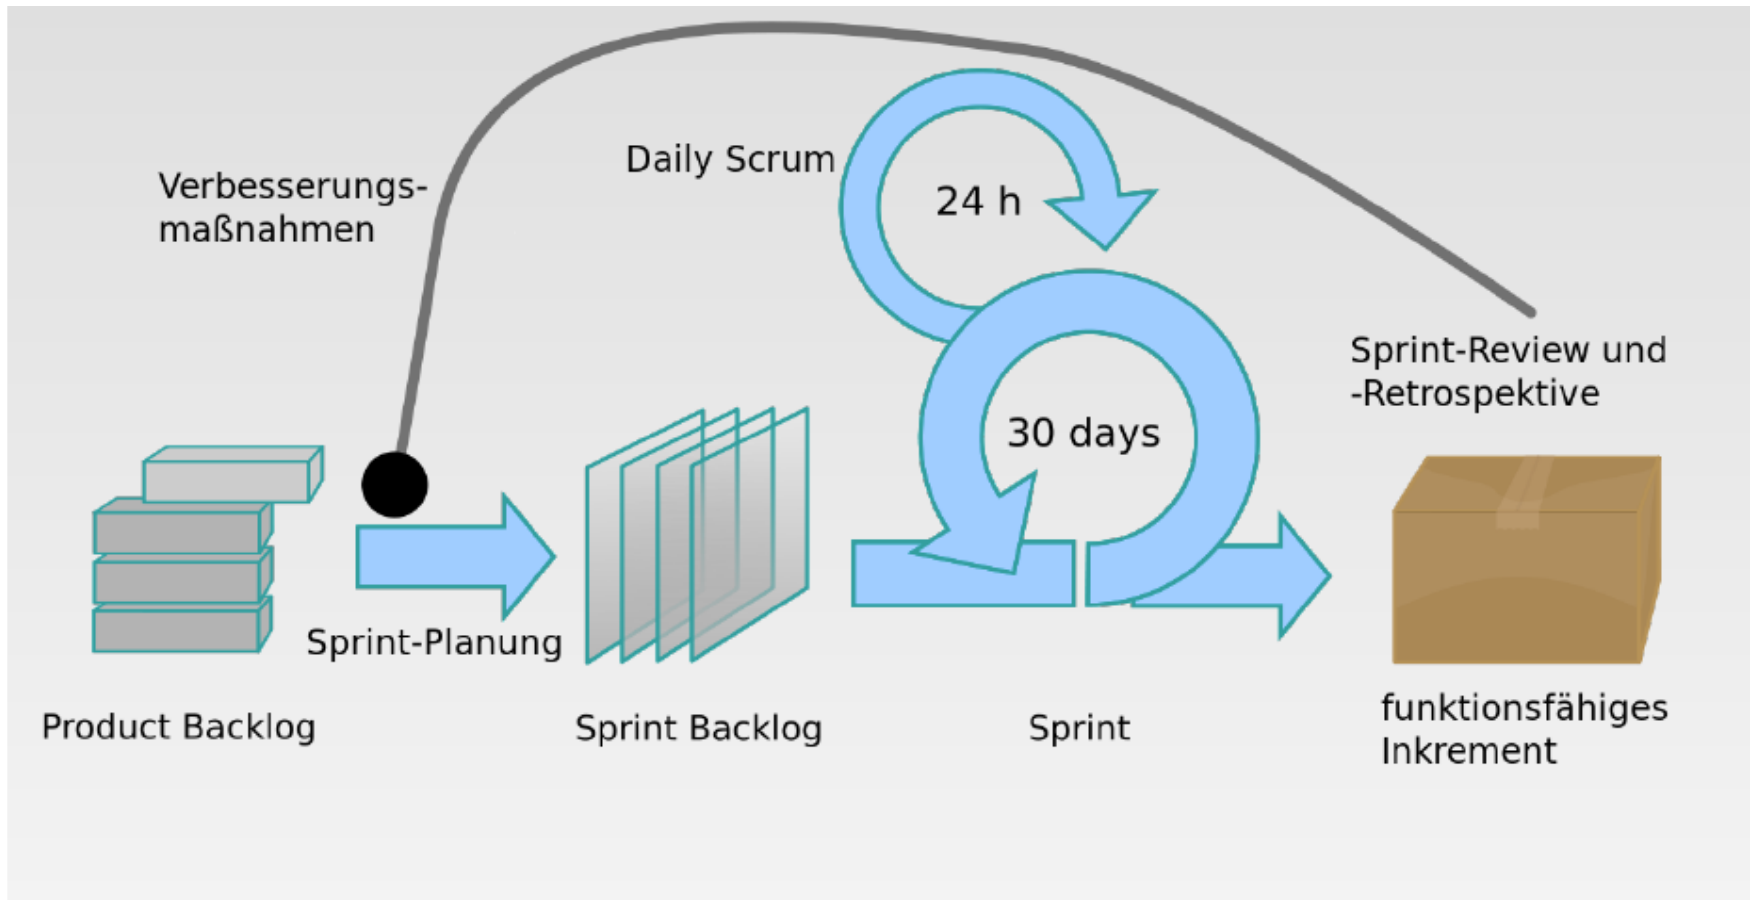 Daily Scrum
Verbesserungs-
maßnahmen
24 h
Sprint-Review und
-Retrospektive
30 days
Sprint-Planung
Product Backlog
Sprint Backlog
Sprint
funktionsfähiges
Inkrement